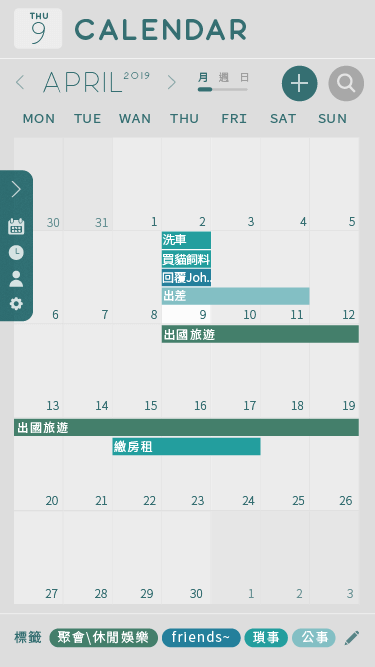 THU
9
CALENDAR
APRIL 2019
月 週 日
MON TUE WAN THU FRI SAT SUN
30 31 1 2 3 4 5
洗車
買貓飼料
回覆Joh..
出差
6 7 8 9 10 11 12
出國旅遊
13 14 15 16 17 18 19
出國旅遊
繳房租
20 21 22 23 24 25 26
27 28 29 30 1 2 3
標籤 聚會\休閒娛樂 friends~ 瑣事 公事